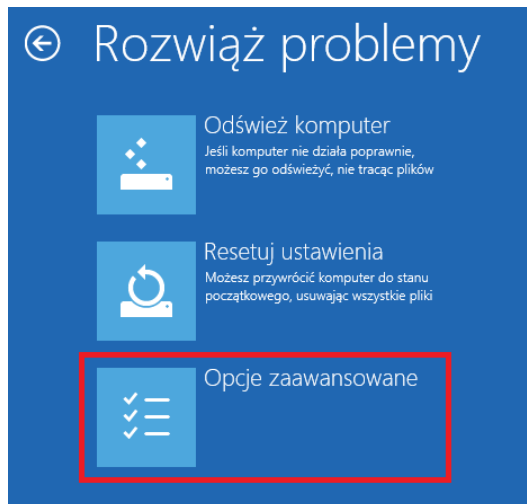 Rozwiąż problemy
Odśwież komputer
Jeśli komputer nie działa poprawnie,
możesz go odświeżyć, nie tracąc plików
Resetuj ustawienia
Możesz przywrócić komputer do stanu
początkowego, usuwając wszystkie pliki
Opcje zaawansowane